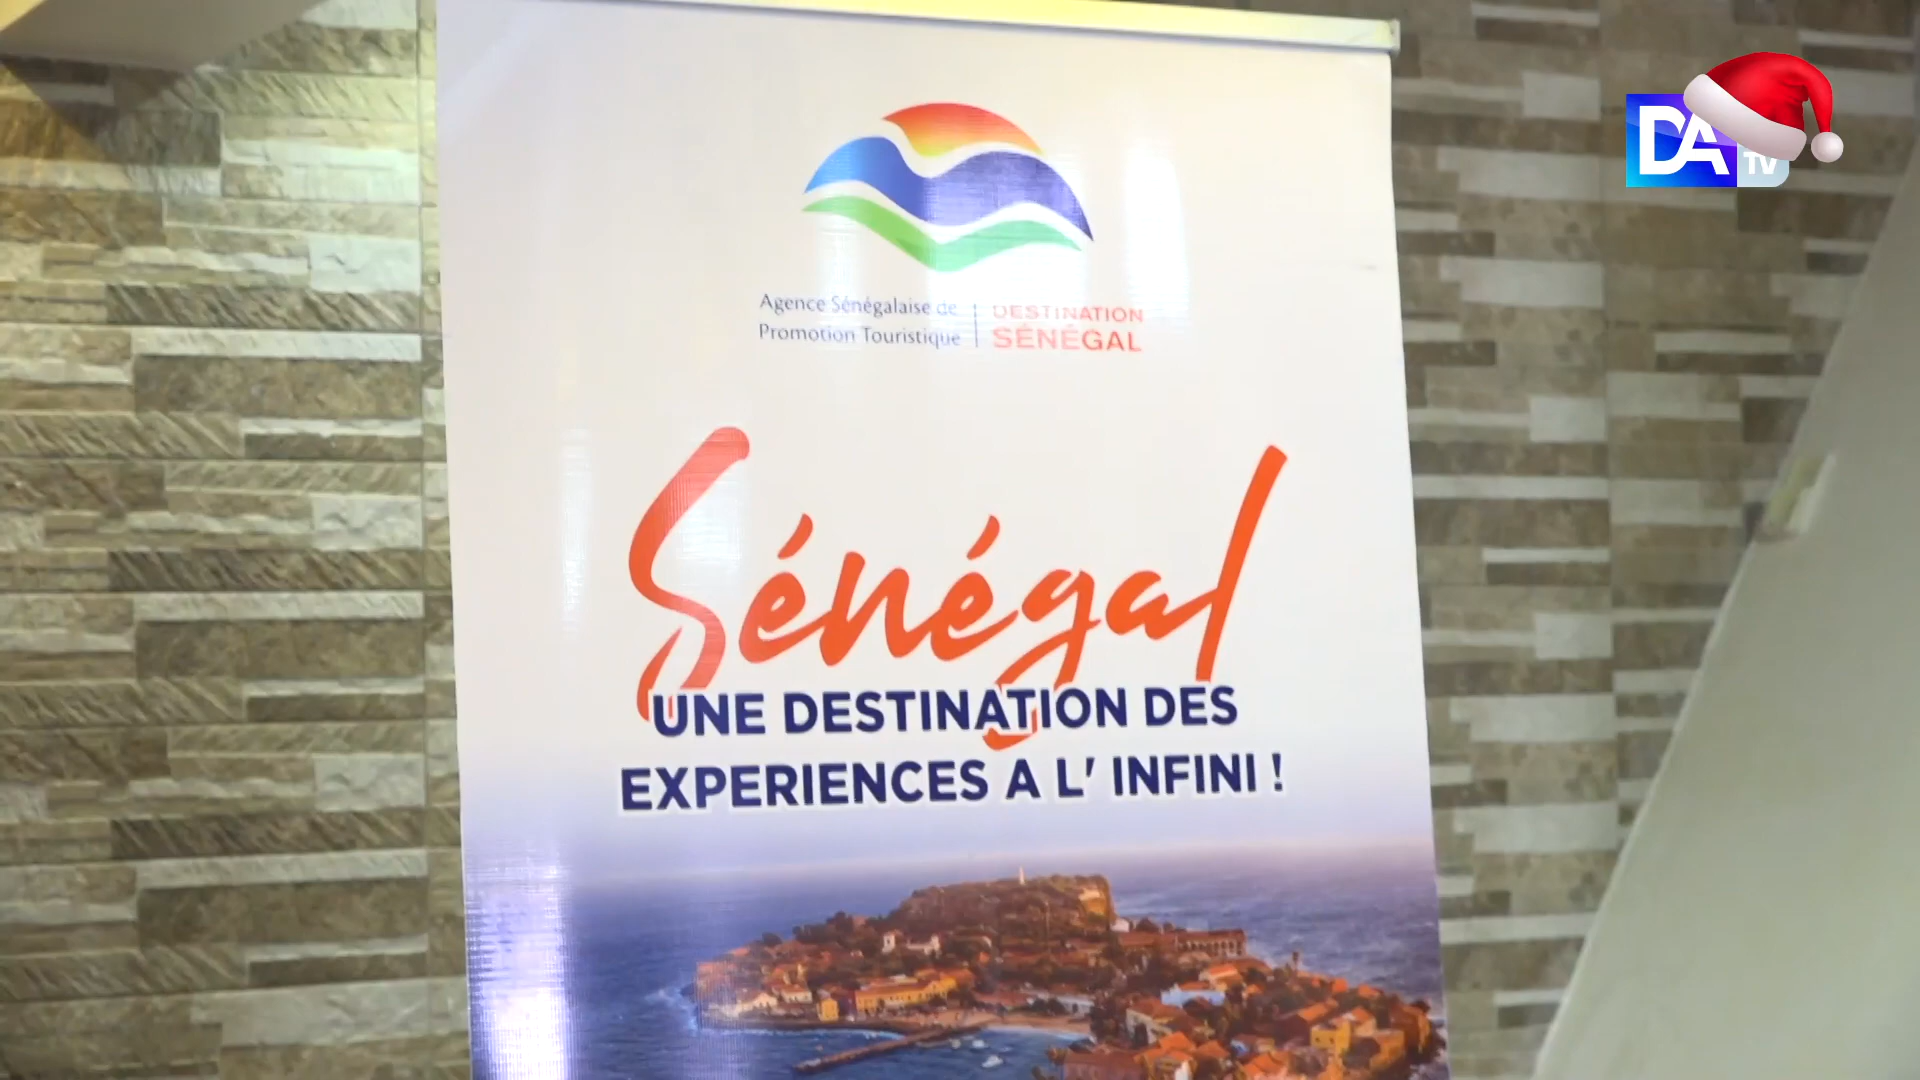 DA
TV
Agence Sénégalaise de
Promotion Touristique
DESTINATION
SÉNÉGAL
Sénégal
UNE DESTINATION DES
EXPERIENCES A L' INFINI !